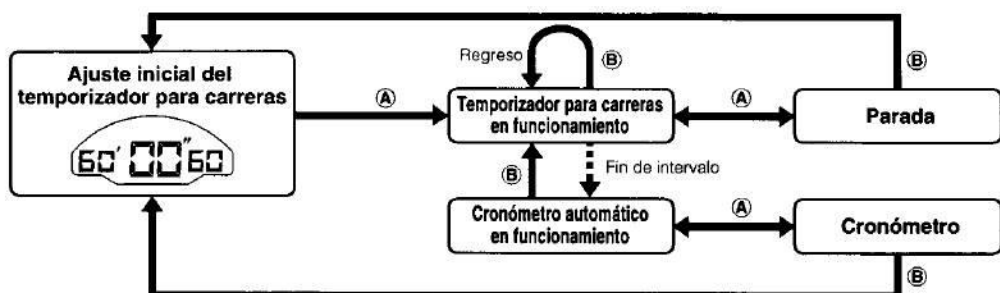 Ajuste inicial del
temporizador para carreras
60' 00" 60
Ⓐ
Regreso
Ⓑ
Temporizador para carreras
en funcionamiento
Ⓐ
Parada
Ⓑ
Ⓑ
Fin de intervalo
Cronómetro automático
en funcionamiento
Ⓐ
Cronómetro
Ⓑ